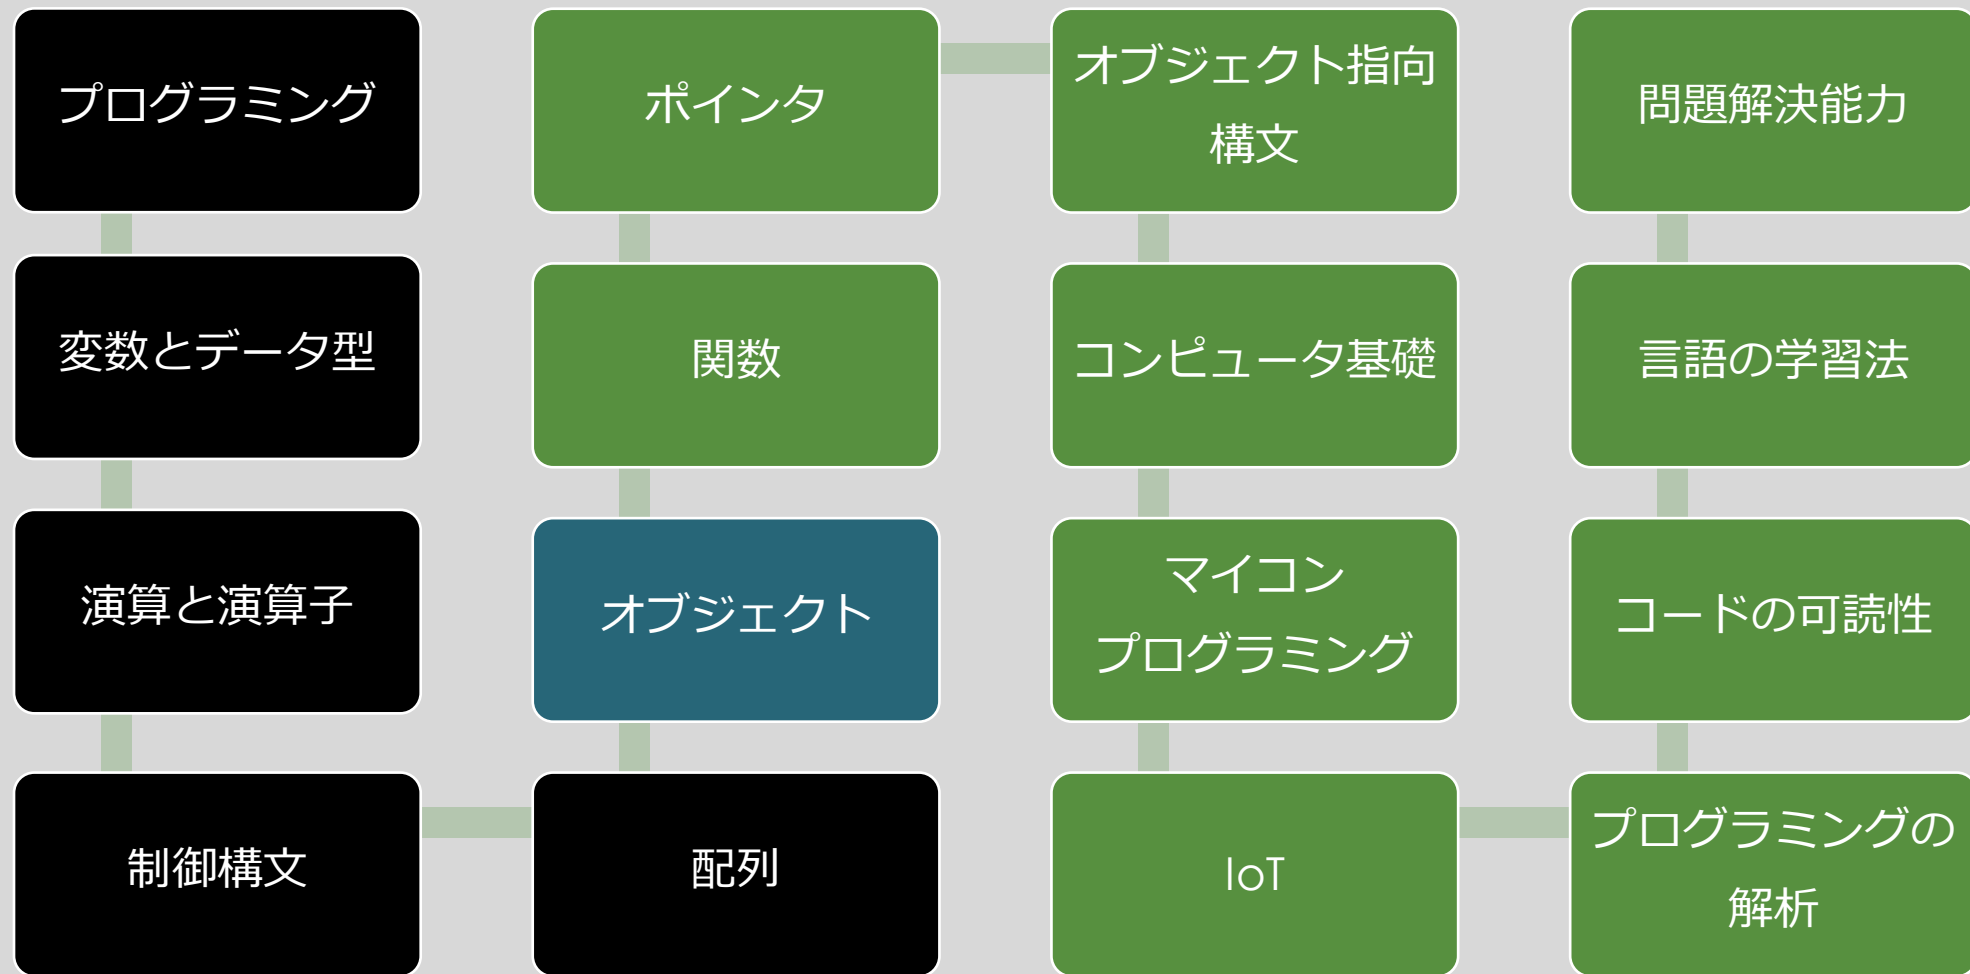 プログラミング
変数とデータ型
演算と演算子
制御構文
配列
オブジェクト
関数
ポインタ
オブジェクト指向
構文
コンピュータ基礎
マイコン
プログラミング
IoT
プログラミングの
解析
コードの可読性
言語の学習法
問題解決能力